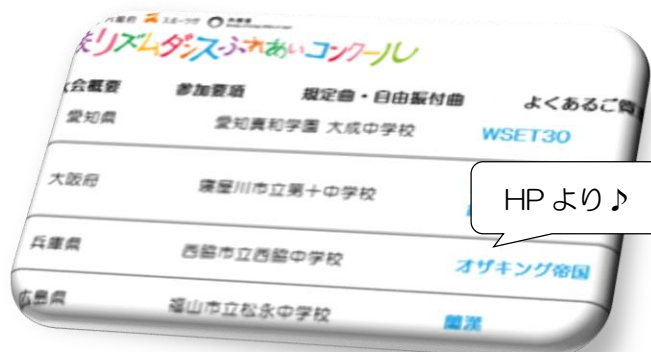 スポーツ庁
リズムダンスふれあいコンクール
会概要 参加要項 規定曲・自由振付曲 よくあるご質
愛知県 愛知真和学園 大成中学校 WSET30
大阪府 寝屋川市立第十中学校
HPより♪
兵庫県 西脇市立西脇中学校 オザキング帝国
広島県 福山市立松永中学校